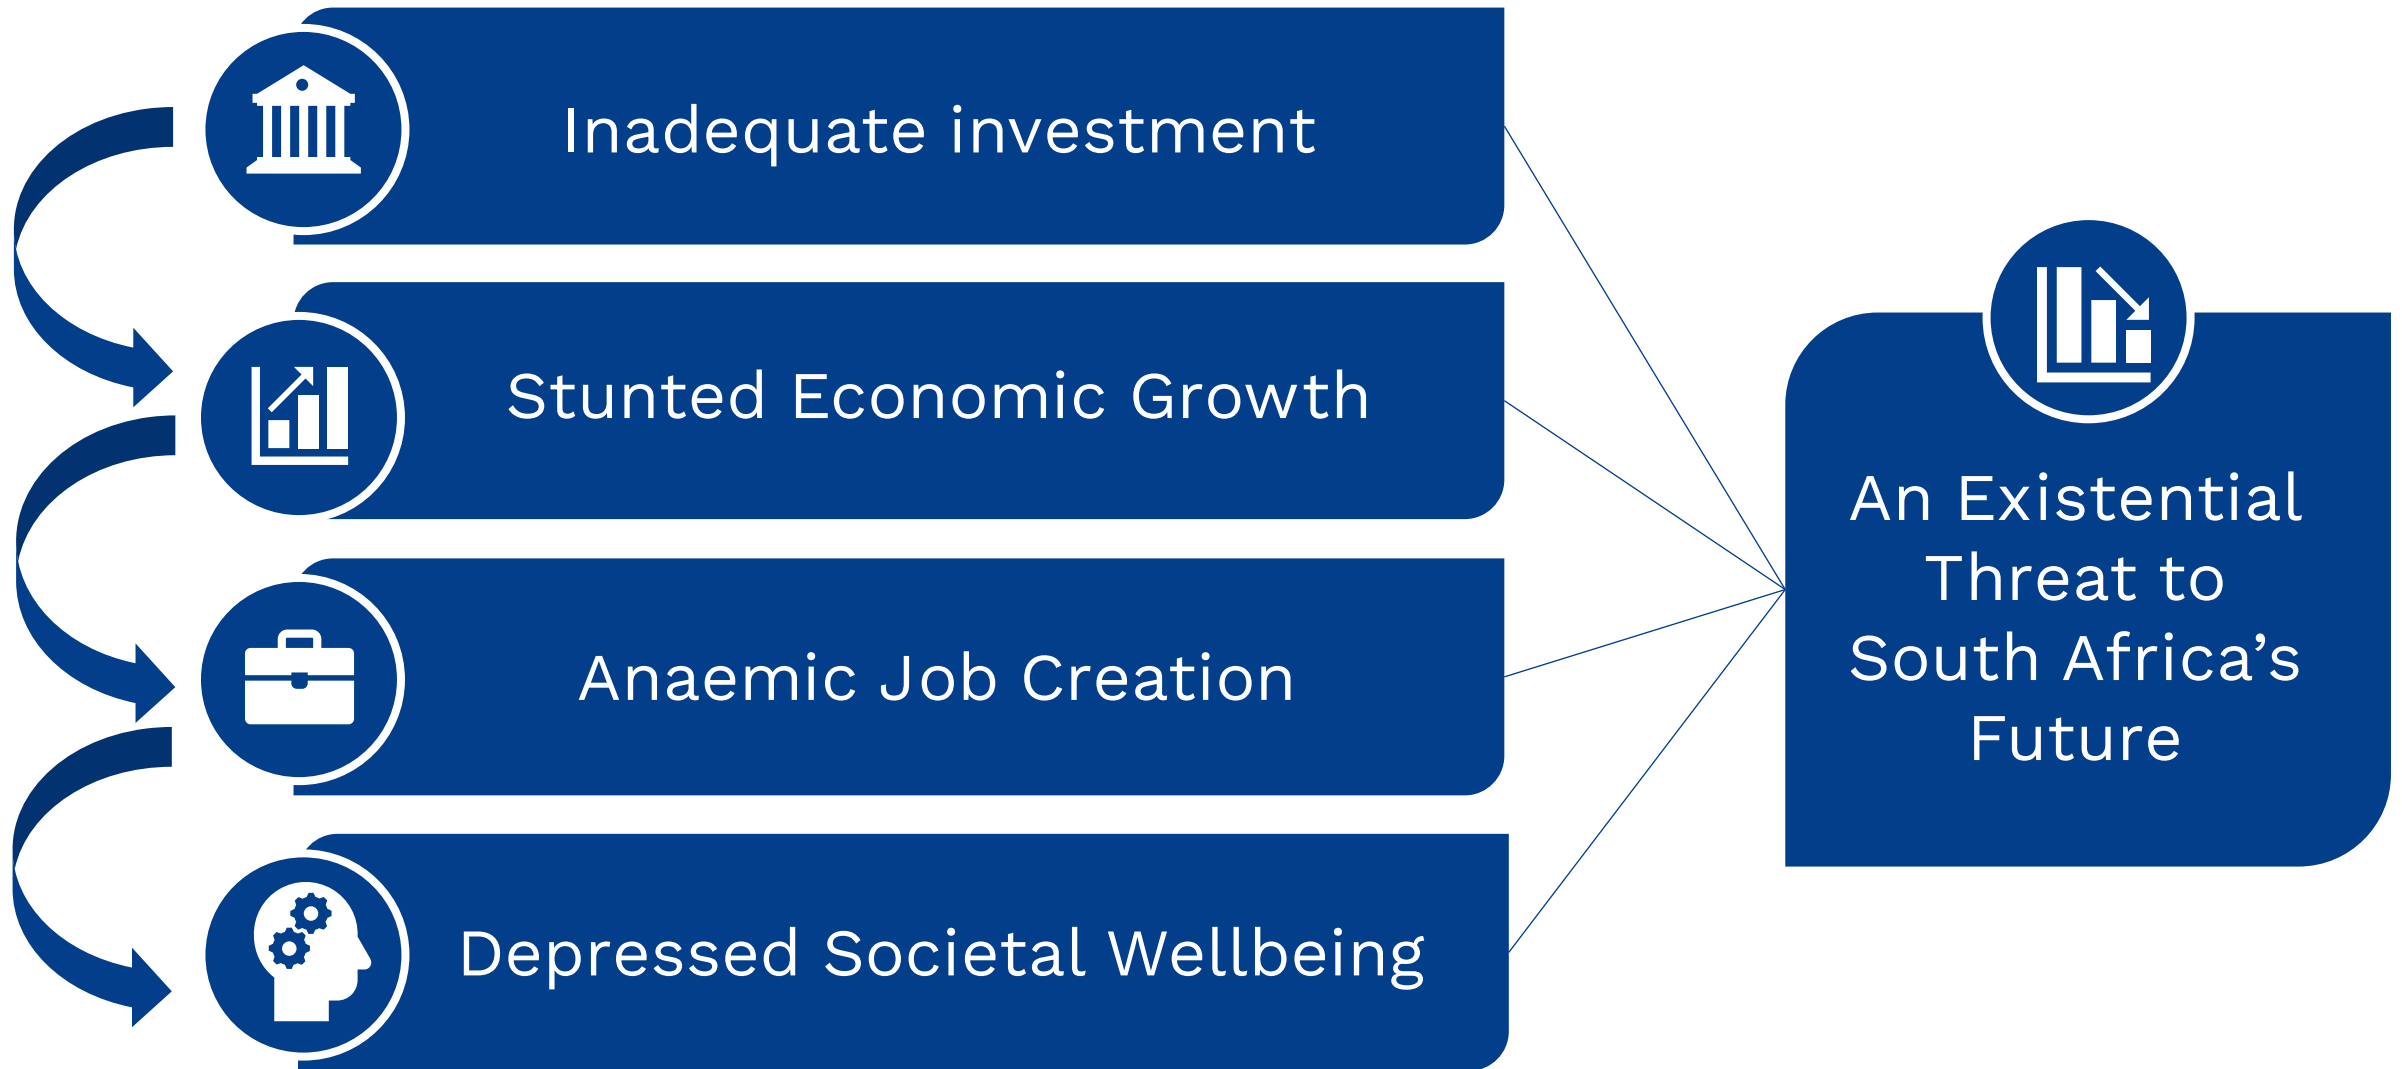 Inadequate investment
Stunted Economic Growth
Anaemic Job Creation
Depressed Societal Wellbeing
An Existential
Threat to
South Africa’s
Future